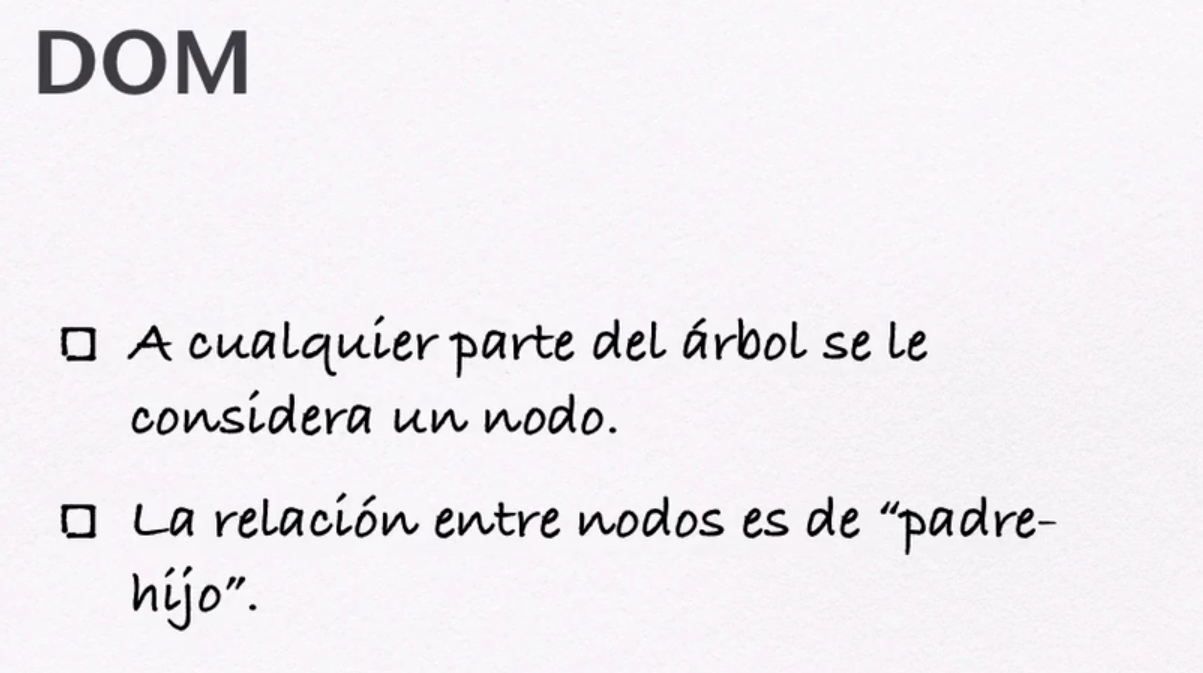 DOM
A cualquier parte del árbol se le
considera un nodo.
La relación entre nodos es de “padre-
hijo”.